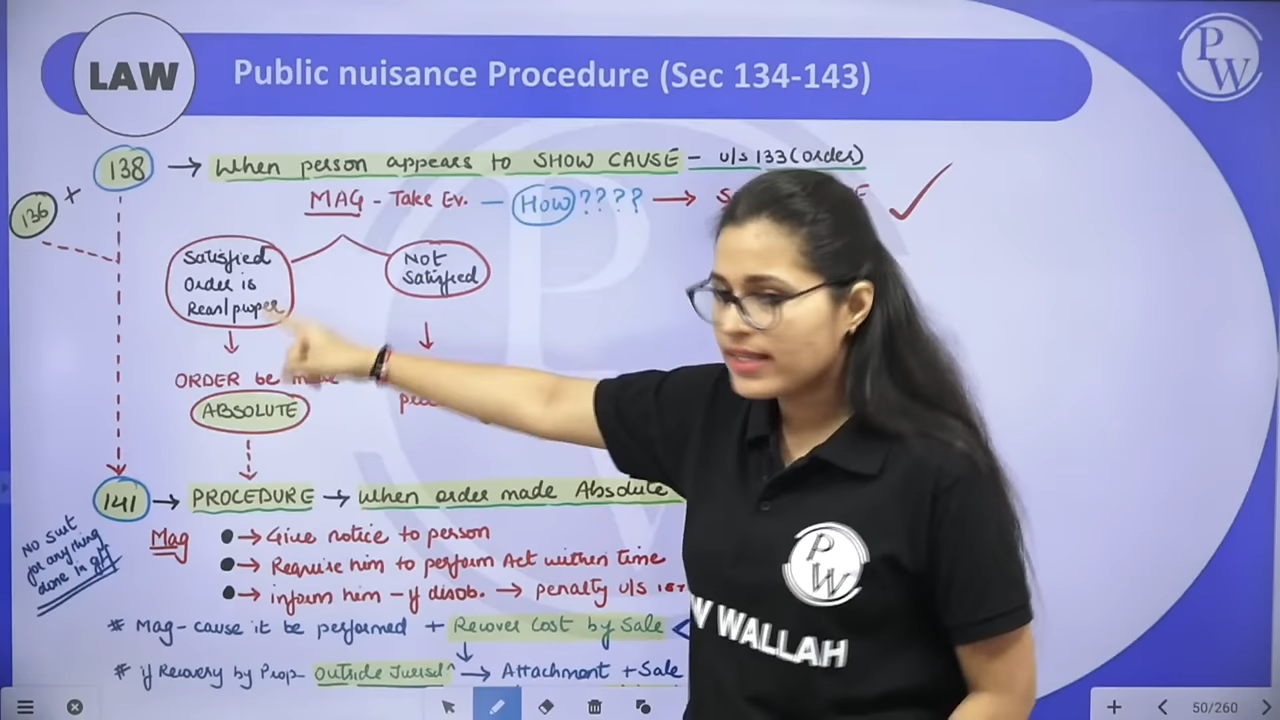 LAW
Public nuisance Procedure (Sec 134-143)
PW
138 → When person appears to SHOW CAUSE - u/s 133 (order)
136 +
MAG - Take Ev. - How???? →
Satisfied
Order is
Rean/proper
Not
Satisfied
ORDER be made
ABSOLUTE
141 → PROCEDURE → When order made Absolute
No suit
for anything
done in g.f
Mag
→ Give notice to person
→ Require him to perform Act within time
→ inform him - if disob. → penalty u/s
# Mag - cause it be performed + Recover Cost by Sale <
# if Recovery by Prop - Outside Jurisdn → Attachment + Sale
PW
WALLAH
50/260